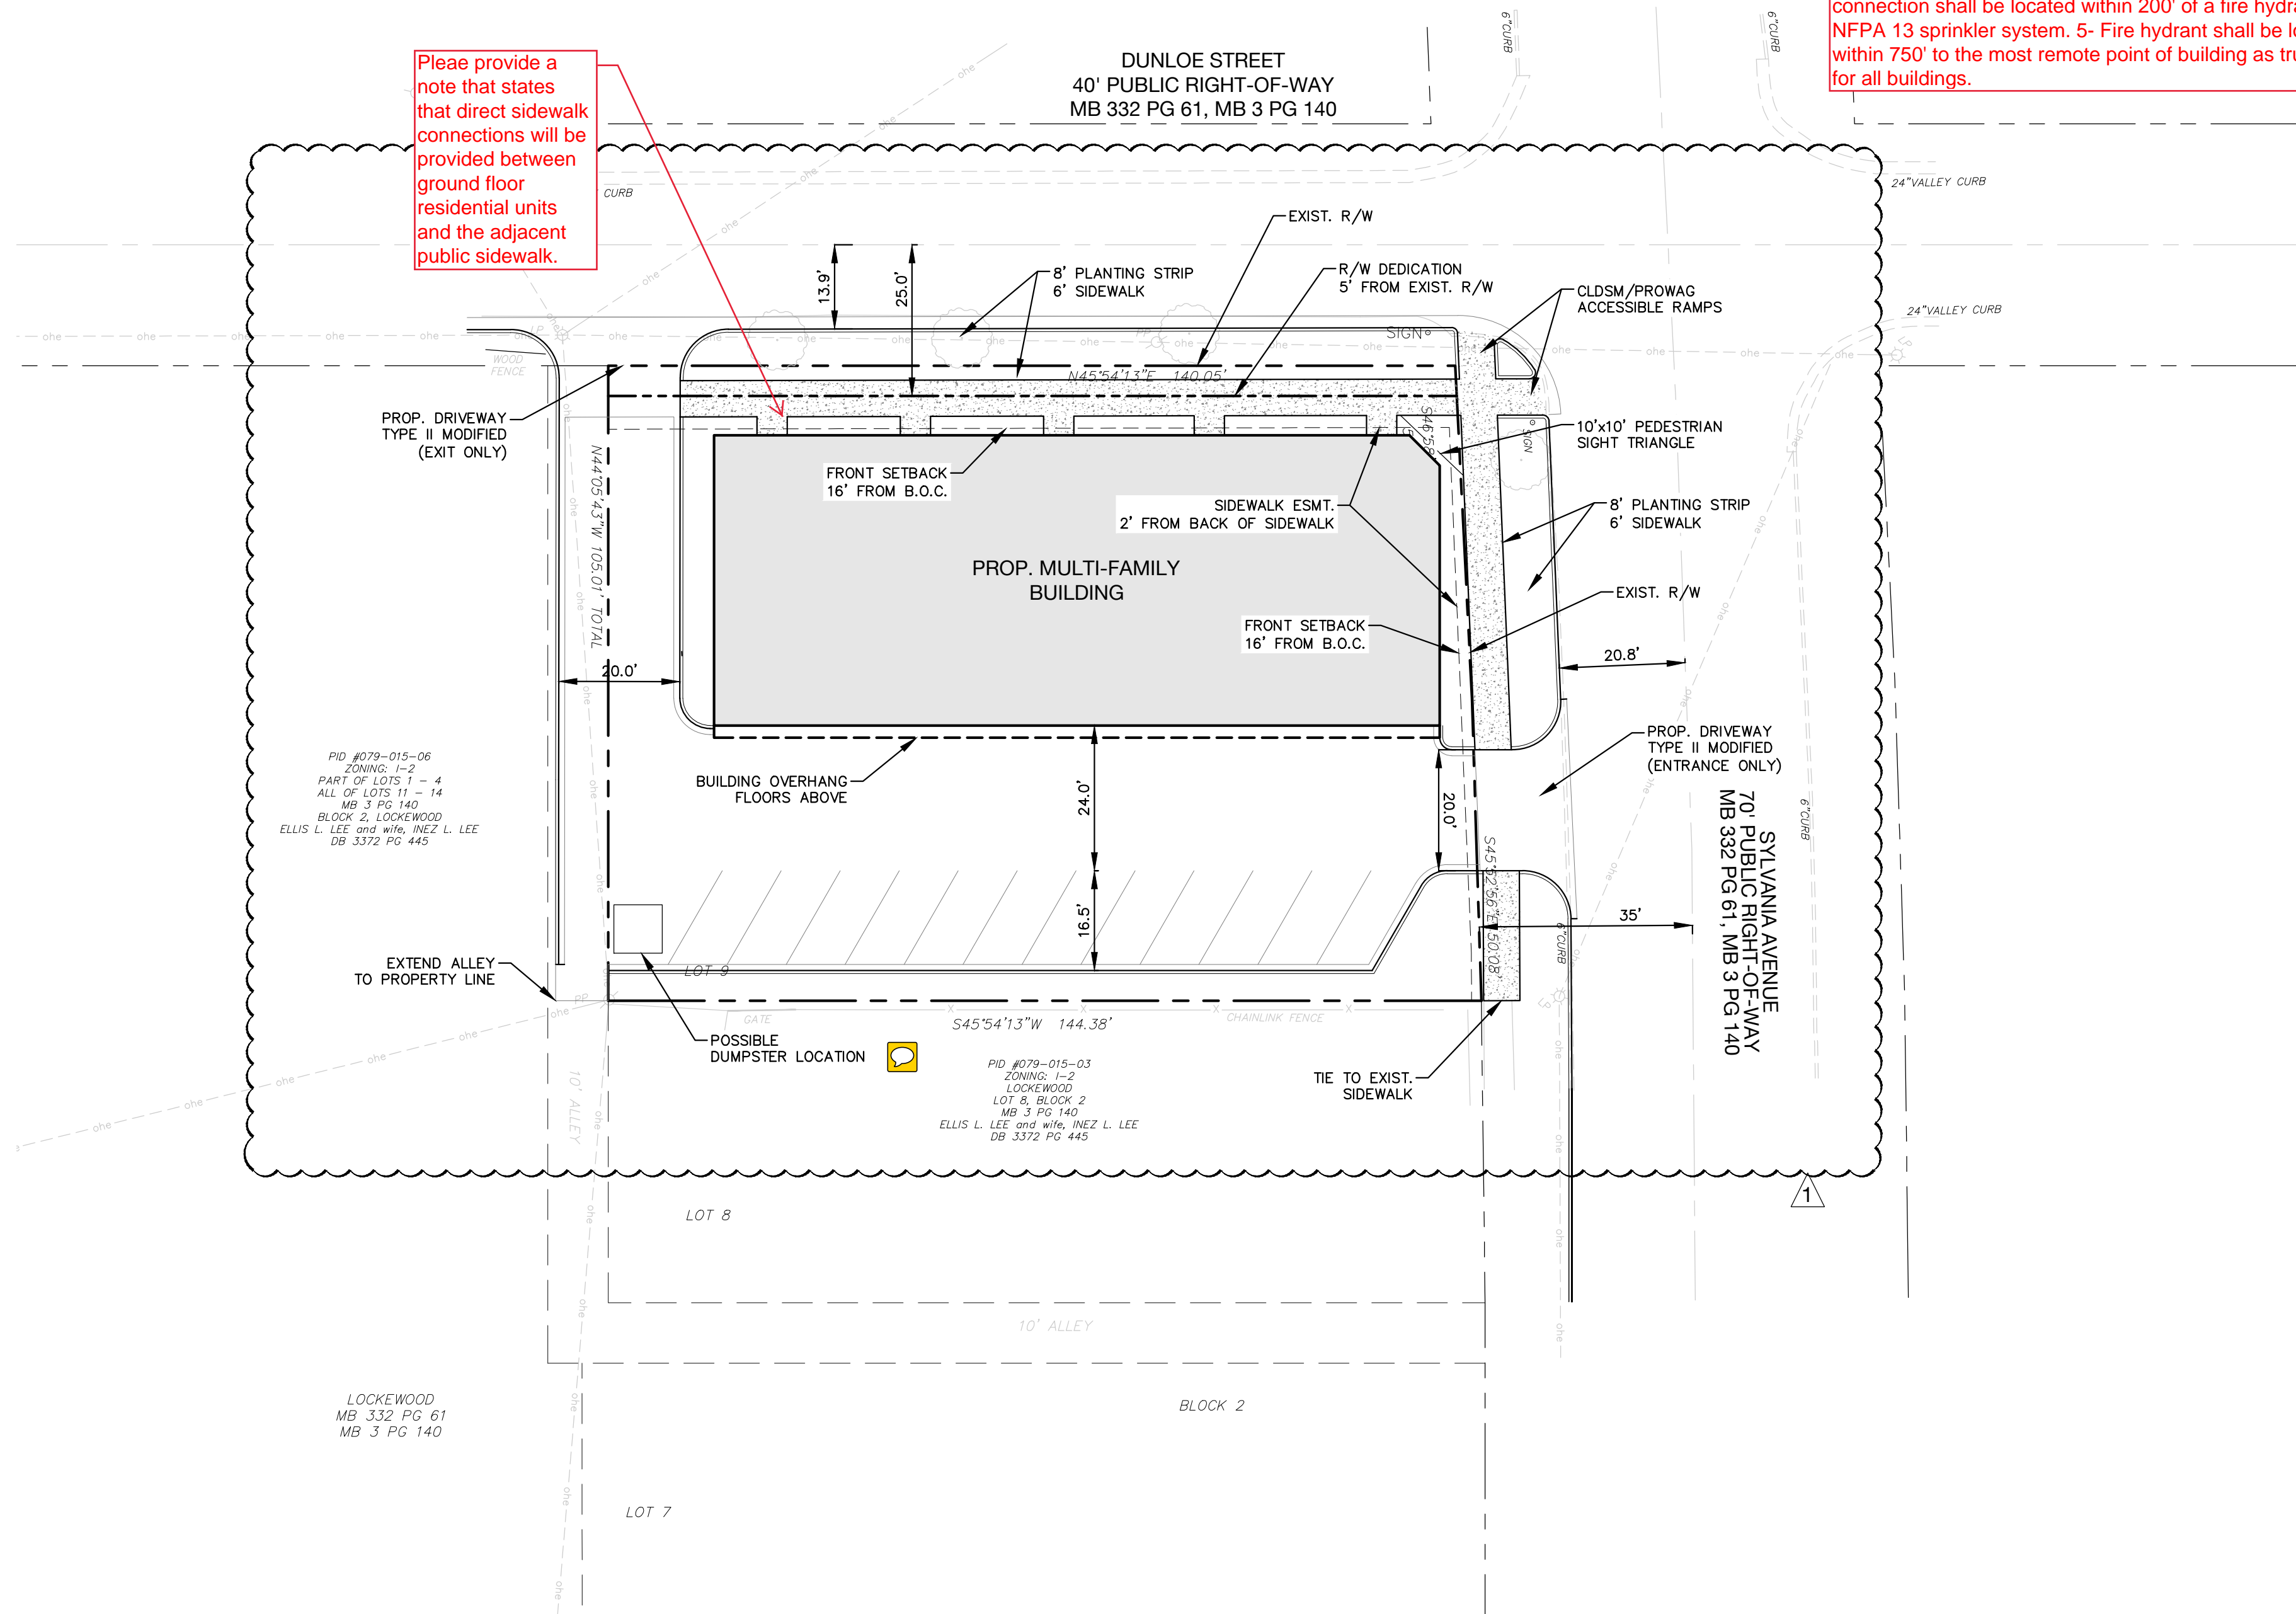 connection shall be located within 200' of a fire
NFPA 13 sprinkler system. 5- Fire hydrant shall be
within 750' to the most remote point of building as
for all buildings.
Pleae provide a
note that states
that direct sidewalk
connections will be
provided between
ground floor
residential units
and the adjacent
public sidewalk.
DUNLOE STREET
40' PUBLIC RIGHT-OF-WAY
MB 332 PG 61, MB 3 PG 140
6"CURB
6"CURB
CURB
24"VALLEY CURB
24"VALLEY CURB
EXIST. R/W
13.9'
25.0'
8' PLANTING STRIP
6' SIDEWALK
R/W DEDICATION
5' FROM EXIST. R/W
CLDSM/PROWAG
ACCESSIBLE RAMPS
LP
PP
SIGN
LP
WOOD
FENCE
N45°54'13"E 140.05'
PROP. DRIVEWAY
TYPE II MODIFIED
(EXIT ONLY)
SIGN
10'x10' PEDESTRIAN
SIGHT TRIANGLE
FRONT SETBACK
16' FROM B.O.C.
N44°05'43"W 105.01' TOTAL
SIDEWALK ESMT.
2' FROM BACK OF SIDEWALK
8' PLANTING STRIP
6' SIDEWALK
PROP. MULTI-FAMILY
BUILDING
EXIST. R/W
FRONT SETBACK
16' FROM B.O.C.
20.0'
20.8'
PROP. DRIVEWAY
TYPE II MODIFIED
(ENTRANCE ONLY)
PID #079-015-06
ZONING: I-2
PART OF LOTS 1 - 4
ALL OF LOTS 11 - 14
MB 3 PG 140
BLOCK 2, LOCKEWOOD
ELLIS L. LEE and wife, INEZ L. LEE
DB 3372 PG 445
BUILDING OVERHANG
FLOORS ABOVE
24.0'
20.0'
6"CURB
SYLVANIA AVENUE
70' PUBLIC RIGHT-OF-WAY
MB 332 PG 61, MB 3 PG 140
S45°52'56"E 50.08'
16.5'
35'
6"CURB
EXTEND ALLEY
TO PROPERTY LINE
LOT 9
PP
LP
GATE
S45°54'13"W 144.38'
CHAINLINK FENCE
POSSIBLE
DUMPSTER LOCATION
PID #079-015-03
ZONING: I-2
LOCKEWOOD
LOT 8, BLOCK 2
MB 3 PG 140
ELLIS L. LEE and wife, INEZ L. LEE
DB 3372 PG 445
TIE TO EXIST.
SIDEWALK
10' ALLEY
1
LOT 8
10' ALLEY
LOCKEWOOD
MB 332 PG 61
MB 3 PG 140
BLOCK 2
LOT 7